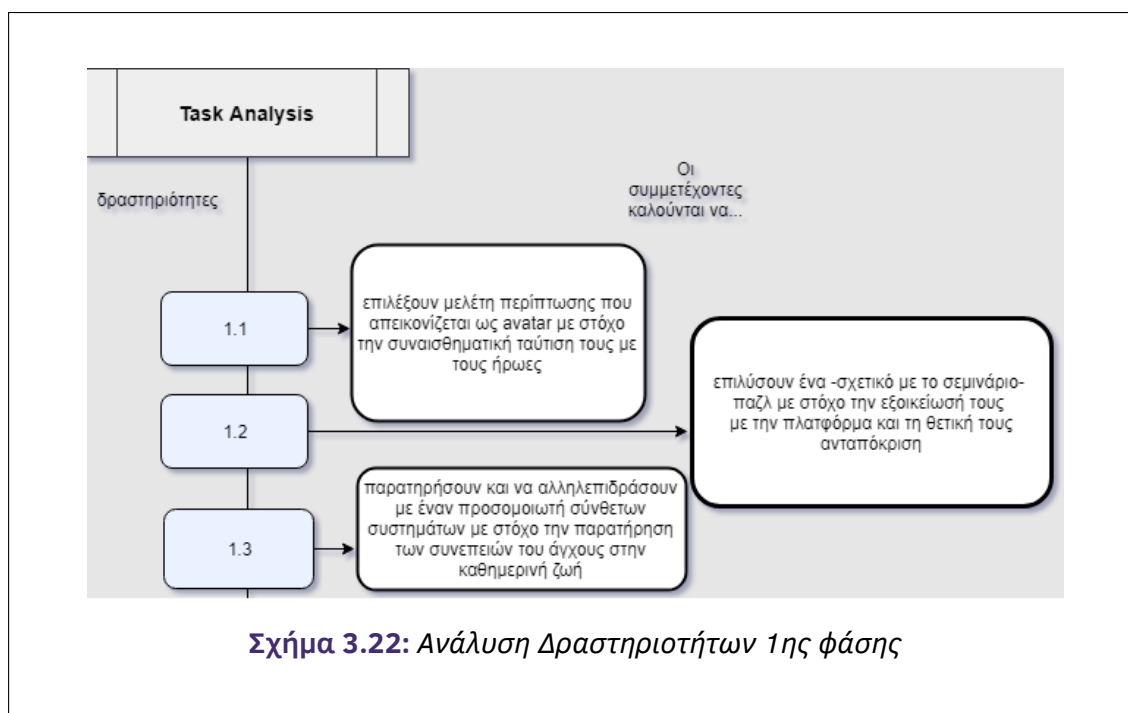 Task Analysis
δραστηριότητες
Οι
συμμετέχοντες
καλούνται να...
1.1
επιλέξουν μελέτη περίπτωσης που
απεικονίζεται ως avatar με στόχο
την συναισθηματική ταύτιση τους με
τους ήρωες
1.2
επιλύσουν ένα -σχετικό με το σεμινάριο-
παζλ με στόχο την εξοικείωσή τους
με την πλατφόρμα και τη θετική τους
ανταπόκριση
1.3
παρατηρήσουν και να αλληλεπιδράσουν
με έναν προσομοιωτή σύνθετων
συστημάτων με στόχο την παρατήρηση
των συνεπειών του άγχους στην
καθημερινή ζωή
Σχήμα 3.22: Ανάλυση Δραστηριοτήτων 1ης φάσης